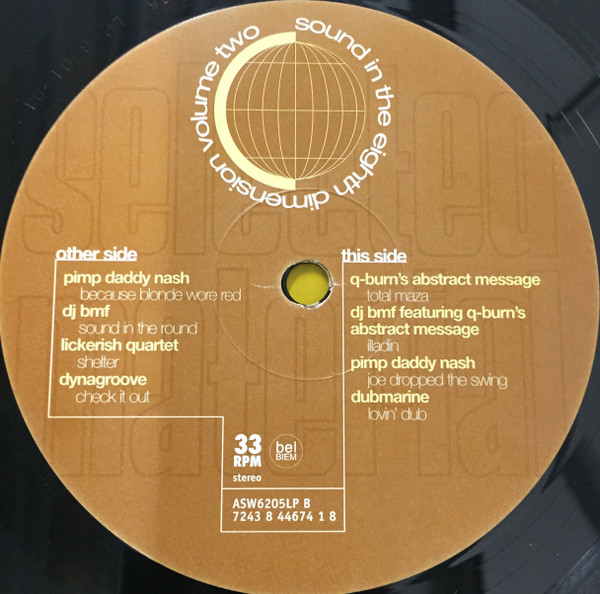 sound in the eighth dimension volume two
selected
material
other side
pimp daddy nash
because blonde wore red
dj bmf
sound in the round
lickerish quartet
shelter
dynagroove
check it out
this side
q-burn's abstract message
total maza
dj bmf featuring q-burn's
abstract message
illadin
pimp daddy nash
joe dropped the swing
dubmarine
lovin' dub
33
RPM
stereo
bel
BIEM
ASW6205LP B
7243 8 44674 1 8